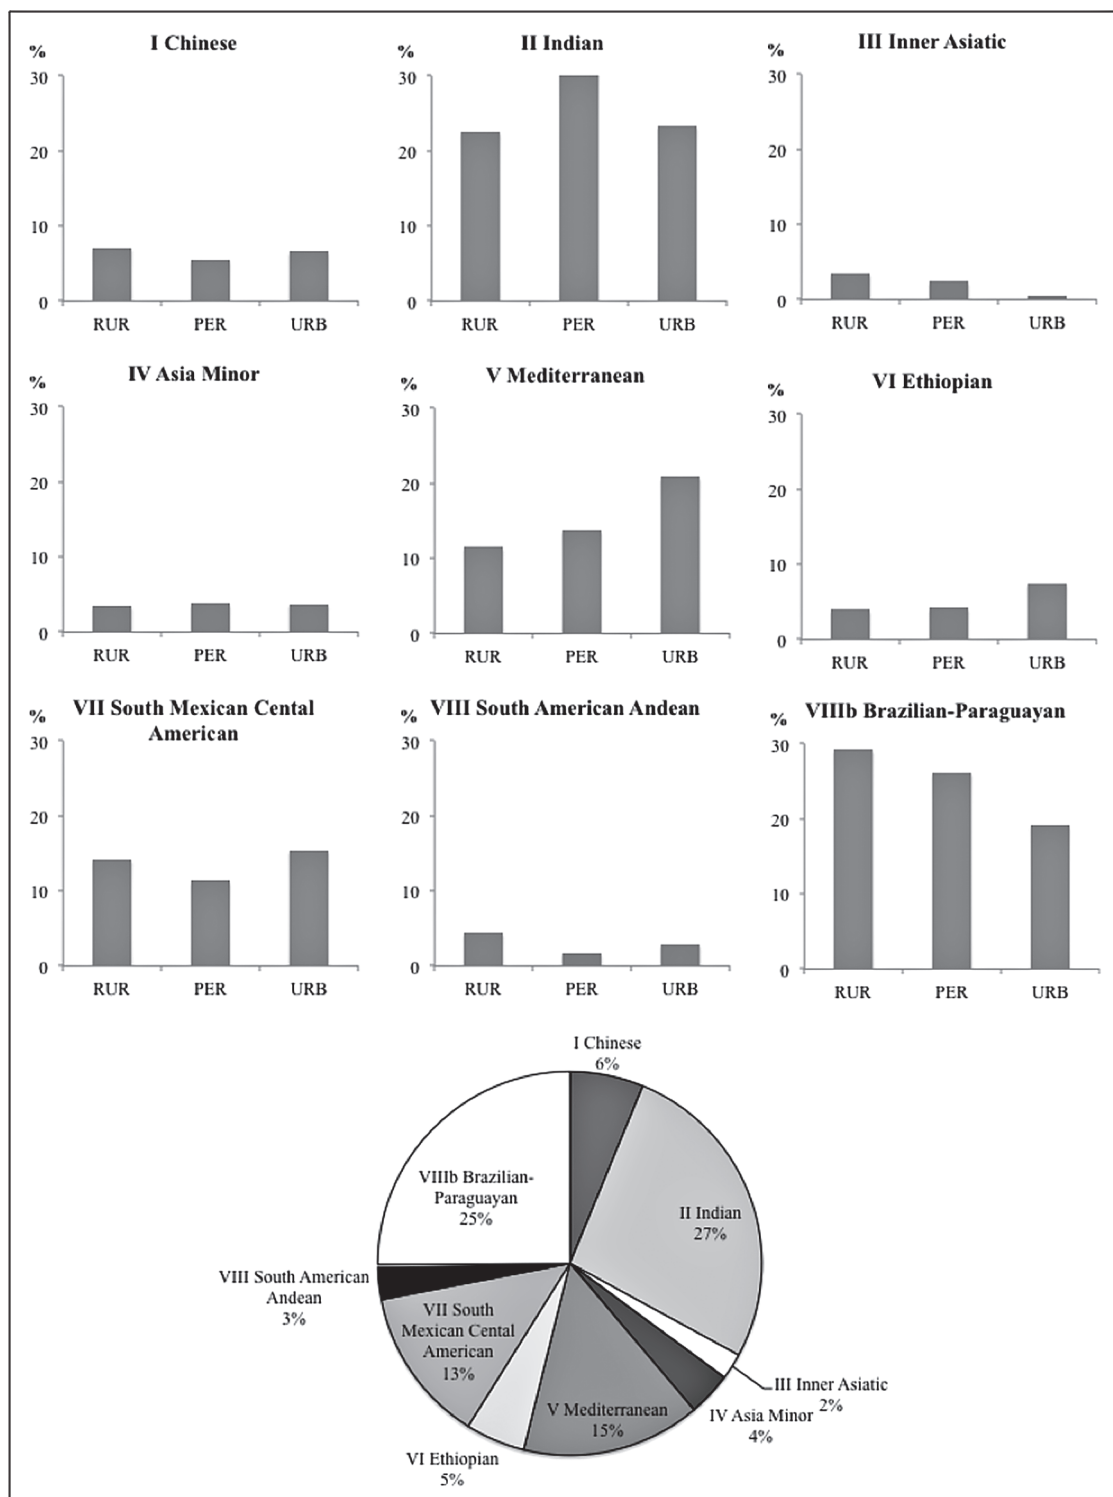 I Chinese
%
30
20
10
0
RUR PER URB
II Indian
%
30
20
10
0
RUR PER URB
III Inner Asiatic
%
30
20
10
0
RUR PER URB
IV Asia Minor
%
30
20
10
0
RUR PER URB
V Mediterranean
%
30
20
10
0
RUR PER URB
VI Ethiopian
%
30
20
10
0
RUR PER URB
VII South Mexican Cental
American
%
30
20
10
0
RUR PER URB
VIII South American Andean
%
30
20
10
0
RUR PER URB
VIIIb Brazilian-Paraguayan
%
30
20
10
0
RUR PER URB
I Chinese
6%
II Indian
27%
III Inner Asiatic
2%
IV Asia Minor
4%
V Mediterranean
15%
VI Ethiopian
5%
VII South
Mexican Cental
American
13%
VIII South American
Andean
3%
VIIIb Brazilian-
Paraguayan
25%